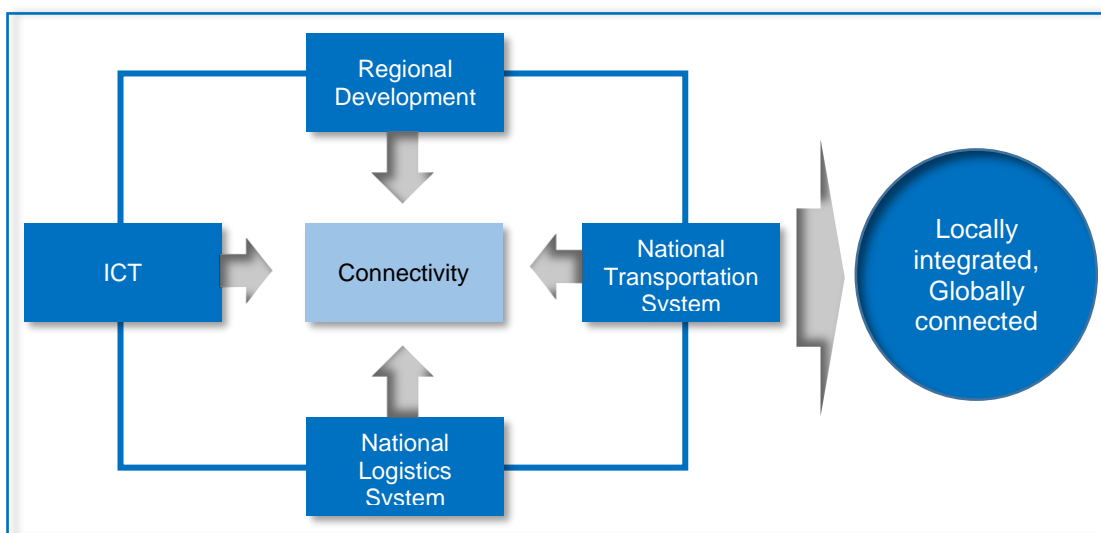 Regional
Development
ICT
Connectivity
National
Transportation
System
Locally
integrated,
Globally
connected
National
Logistics
System